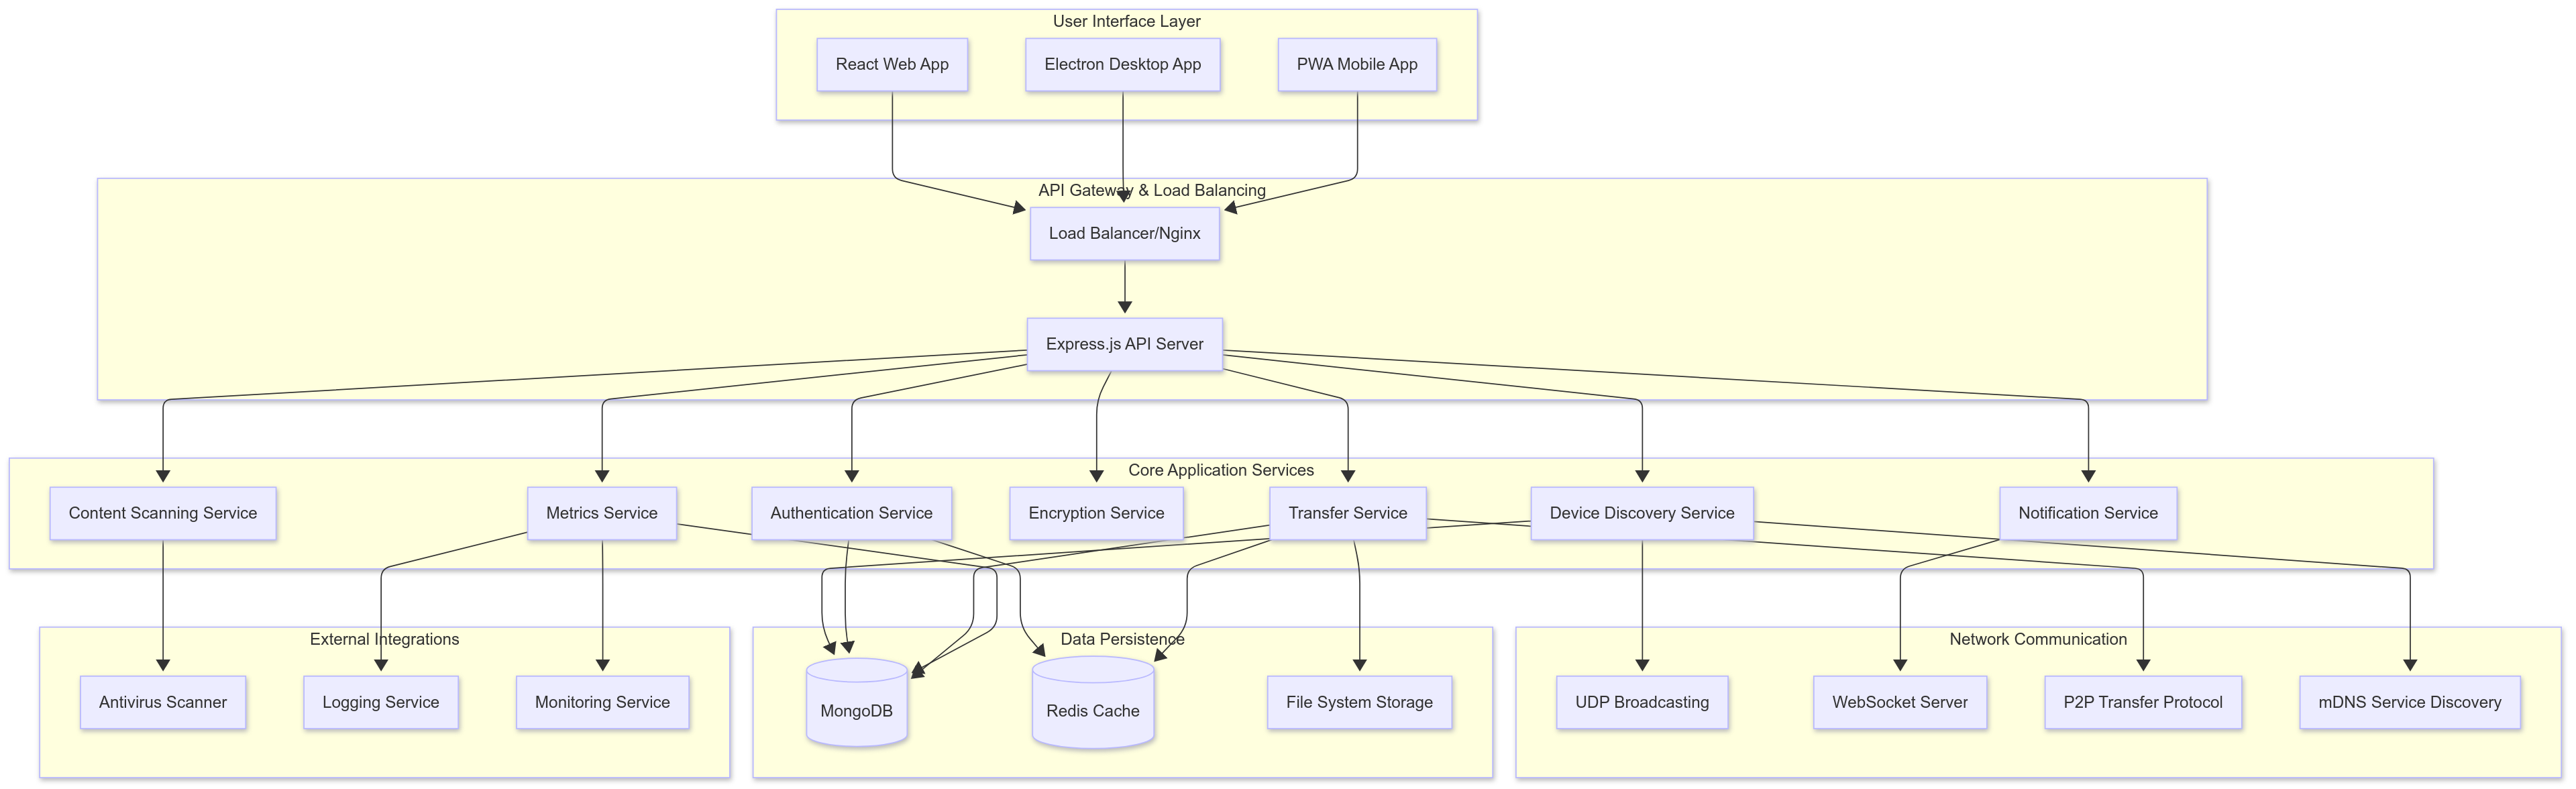 User Interface Layer
React Web App
Electron Desktop App
PWA Mobile App
API Gateway & Load Balancing
Load Balancer/Nginx
Express.js API Server
Core Application Services
Content Scanning Service
Metrics Service
Authentication Service
Encryption Service
Transfer Service
Device Discovery Service
Notification Service
External Integrations
Antivirus Scanner
Logging Service
Monitoring Service
Data Persistence
MongoDB
Redis Cache
File System Storage
Network Communication
UDP Broadcasting
WebSocket Server
P2P Transfer Protocol
mDNS Service Discovery